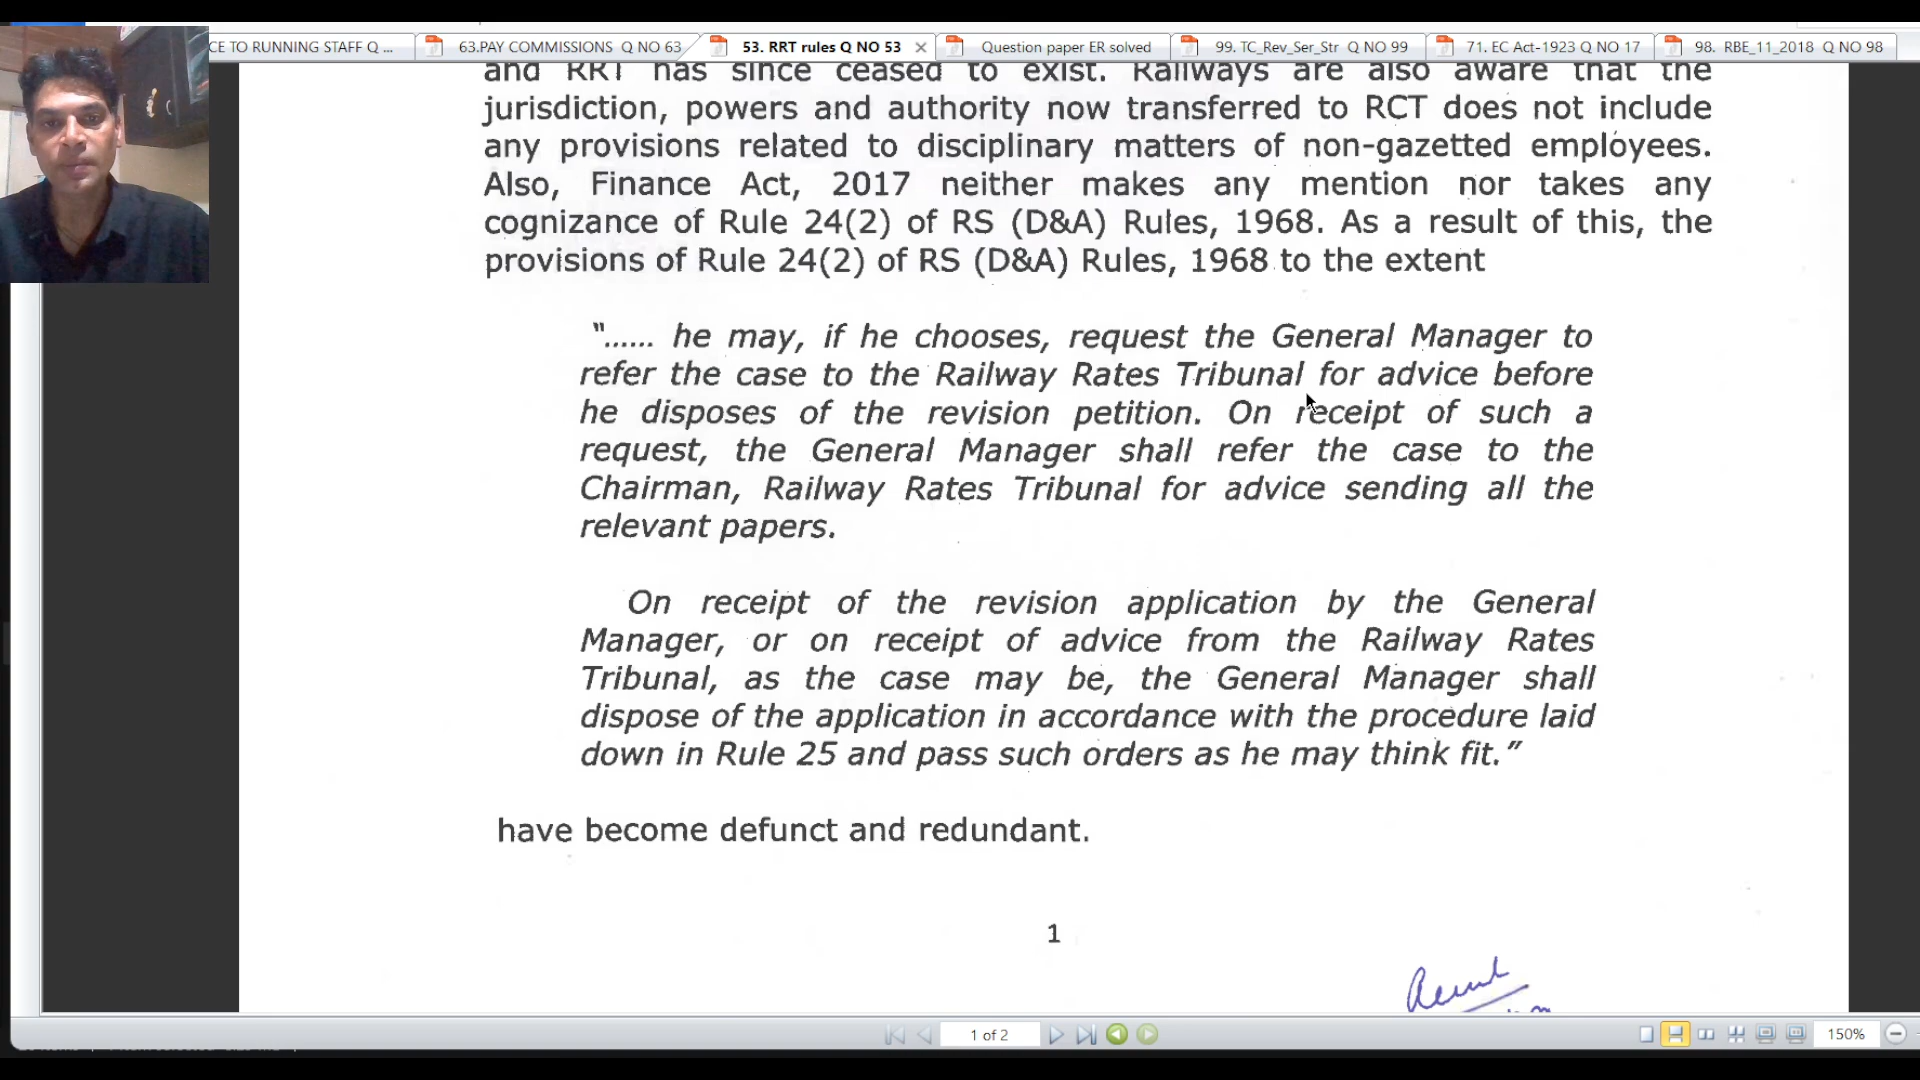 CE TO RUNNING STAFF Q ...
63.PAY COMMISSIONS Q NO 63
53. RRT rules Q NO 53
Question paper ER solved
99. TC_Rev_Ser_Str Q NO 99
71. EC Act-1923 Q NO 17
98. RBE_11_2018 Q NO 98
and RRT has since ceased to exist. Railways are also aware that the
jurisdiction, powers and authority now transferred to RCT does not include
any provisions related to disciplinary matters of non-gazetted employees.
Also, Finance Act, 2017 neither makes any mention nor takes any
cognizance of Rule 24(2) of RS (D&A) Rules, 1968. As a result of this, the
provisions of Rule 24(2) of RS (D&A) Rules, 1968 to the extent
"...... he may, if he chooses, request the General Manager to
refer the case to the Railway Rates Tribunal for advice before
he disposes of the revision petition. On receipt of such a
request, the General Manager shall refer the case to the
Chairman, Railway Rates Tribunal for advice sending all the
relevant papers.
On receipt of the revision application by the General
Manager, or on receipt of advice from the Railway Rates
Tribunal, as the case may be, the General Manager shall
dispose of the application in accordance with the procedure laid
down in Rule 25 and pass such orders as he may think fit."
have become defunct and redundant.
1
1 of 2
150%